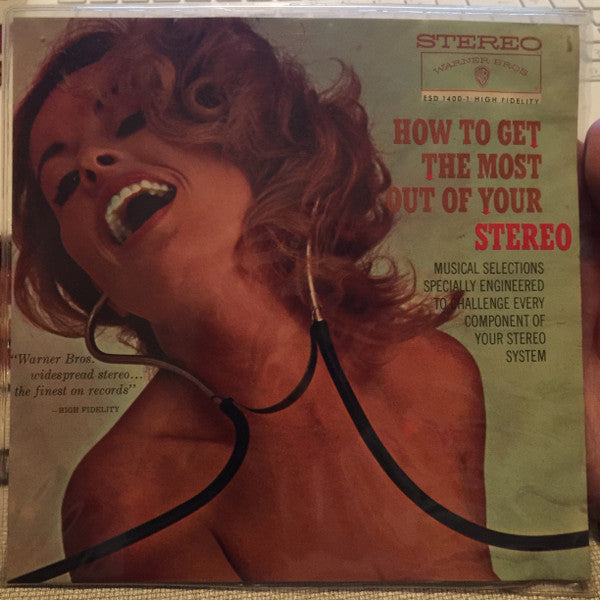 STEREO
WARNER BROS.
ESD 1400-1 HIGH FIDELITY
HOW TO GET
THE MOST
OUT OF YOUR
STEREO
MUSICAL SELECTIONS
SPECIALLY ENGINEERED
TO CHALLENGE EVERY
COMPONENT OF
YOUR STEREO
SYSTEM
"Warner Bros.
widespread stereo...
the finest on records"
—HIGH FIDELITY